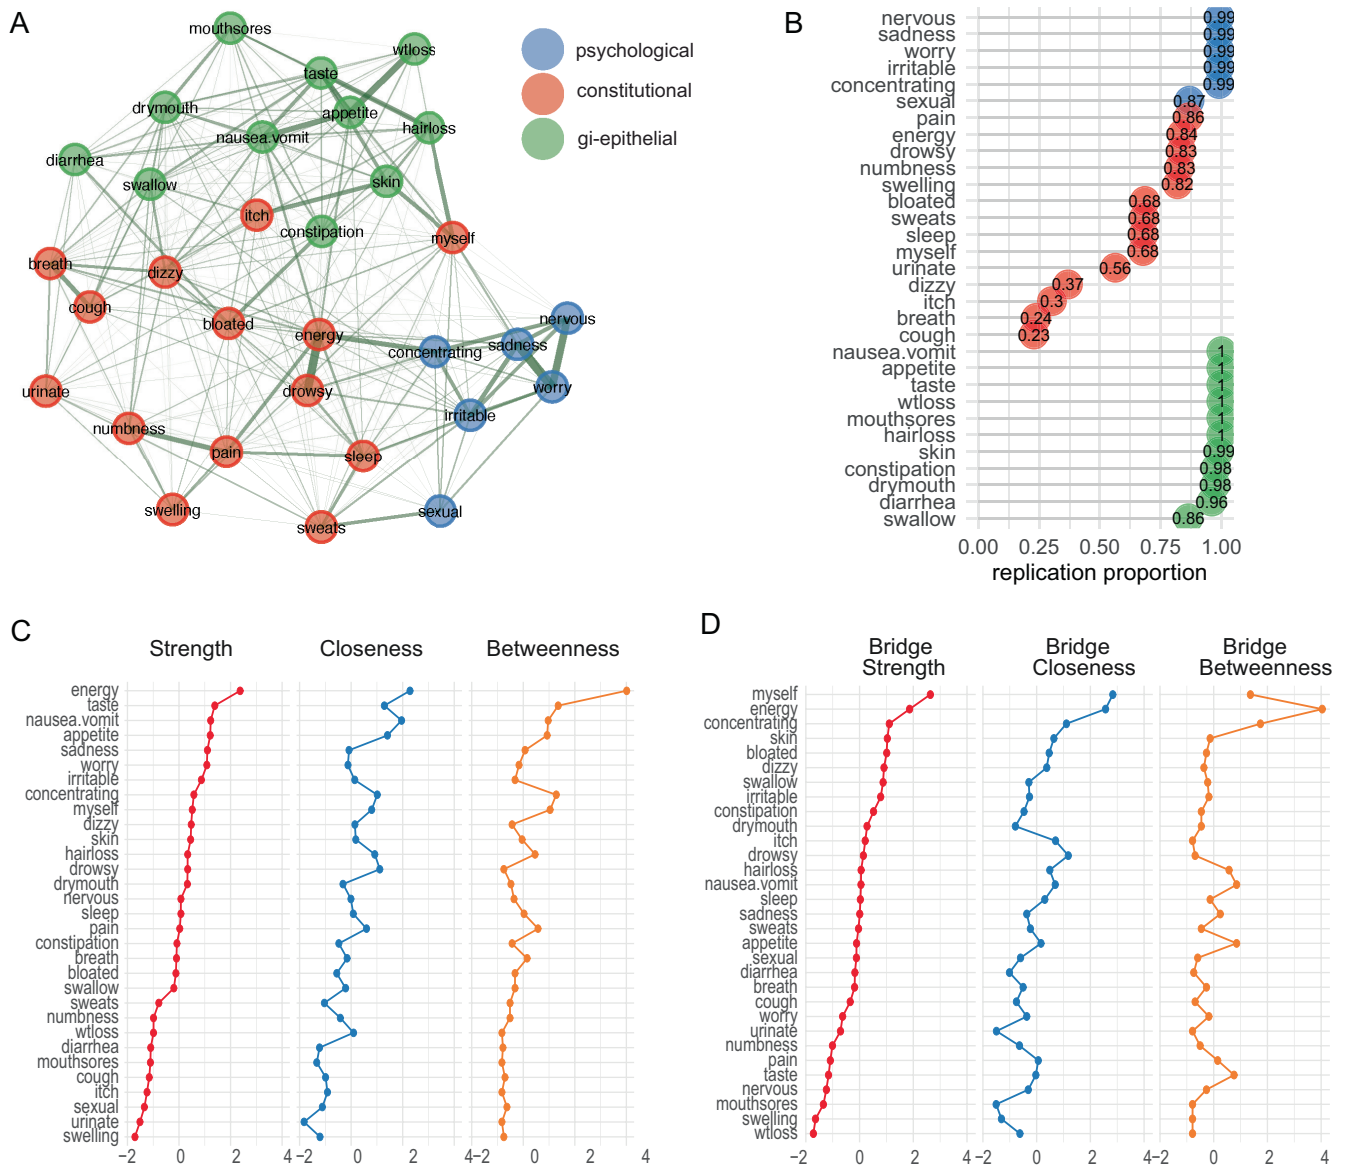 A
mouthsores
wtloss
taste
drymouth
appetite
nausea.vomit
hairloss
diarrhea
swallow
skin
itch
constipation
myself
breath
dizzy
cough
bloated
energy
nervous
sadness
concentrating
urinate
drowsy
worry
irritable
numbness
pain
sleep
swelling
sweats
sexual
psychological
constitutional
gi-epithelial
B
nervous 0.99
sadness 0.99
worry 0.99
irritable 0.99
concentrating 0.99
sexual 0.87
pain 0.86
energy 0.84
drowsy 0.83
numbness 0.83
swelling 0.82
bloated 0.68
sweats 0.68
sleep 0.68
myself 0.68
urinate 0.56
dizzy 0.37
itch 0.3
breath 0.24
cough 0.23
nausea.vomit 1
appetite 1
taste 1
wtloss 1
mouthsores 1
hairloss 1
skin 0.99
constipation 0.98
drymouth 0.98
diarrhea 0.96
swallow 0.86
0.00 0.25 0.50 0.75 1.00
replication proportion
C
Strength Closeness Betweenness
energy
taste
nausea.vomit
appetite
sadness
worry
irritable
concentrating
myself
dizzy
skin
hairloss
drowsy
drymouth
nervous
sleep
pain
constipation
breath
bloated
swallow
sweats
numbness
wtloss
diarrhea
mouthsores
cough
itch
sexual
urinate
swelling
−2 0 2 4 −2 0 2 4 −2 0 2 4
D
Bridge Strength
Bridge Closeness
Bridge Betweenness
myself
energy
concentrating
skin
bloated
dizzy
swallow
irritable
constipation
drymouth
itch
drowsy
hairloss
nausea.vomit
sleep
sadness
sweats
appetite
sexual
diarrhea
breath
cough
worry
urinate
numbness
pain
taste
nervous
mouthsores
swelling
wtloss
−2 0 2 4 −2 0 2 4 −2 0 2 4